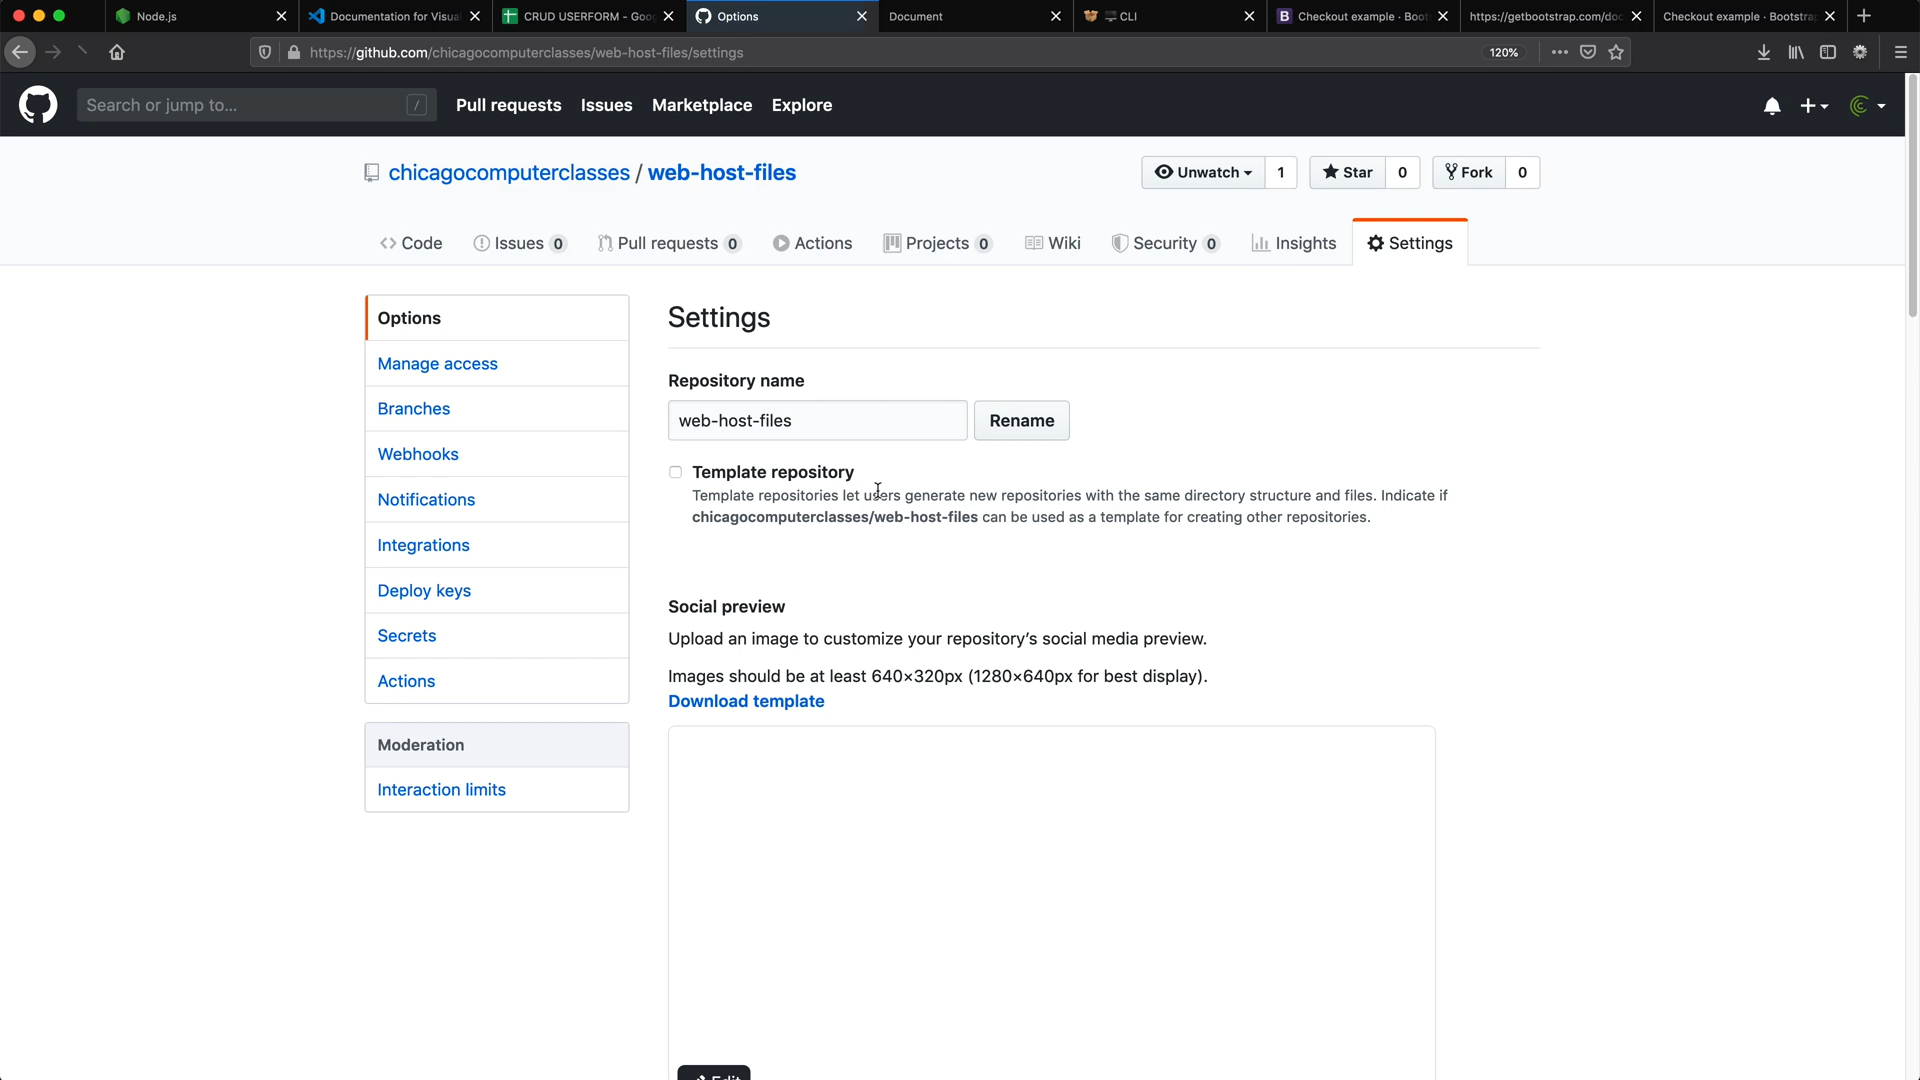 Node.js
Documentation for Visual
CRUD USERFORM - Goog
Options
Document
CLI
Checkout example · Boot
https://getbootstrap.com/doc
Checkout example · Bootstra
https://github.com/chicagocomputerclasses/web-host-files/settings
120%
Search or jump to...
/
Pull requests
Issues
Marketplace
Explore
chicagocomputerclasses / web-host-files
Unwatch
1
Star
0
Fork
0
Code
Issues 0
Pull requests 0
Actions
Projects 0
Wiki
Security 0
Insights
Settings
Options
Manage access
Branches
Webhooks
Notifications
Integrations
Deploy keys
Secrets
Actions
Moderation
Interaction limits
Settings
Repository name
web-host-files
Rename
Template repository
Template repositories let users generate new repositories with the same directory structure and files. Indicate if
chicagocomputerclasses/web-host-files can be used as a template for creating other repositories.
Social preview
Upload an image to customize your repository’s social media preview.
Images should be at least 640×320px (1280×640px for best display).
Download template
Edit